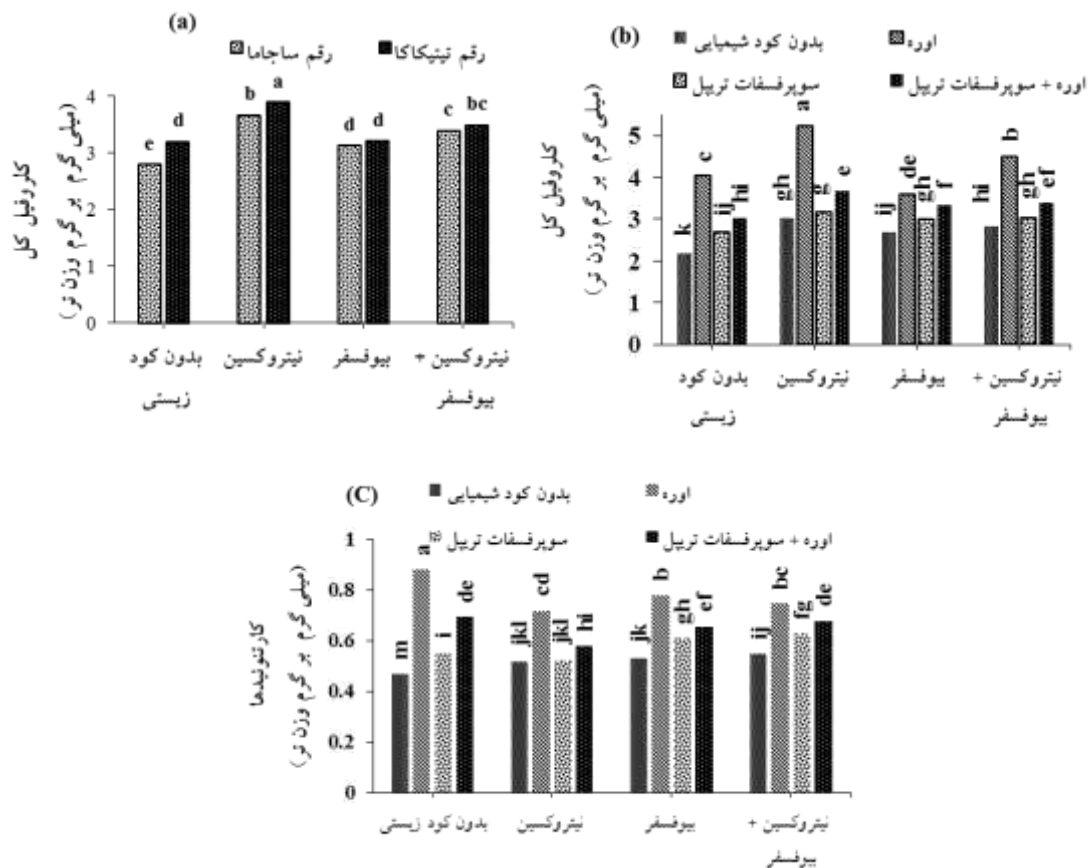 (a)
رقم ساجاما
رقم تیتیکاکا
کلروفیل کل
(میلی گرم بر گرم وزن تر)
4
3
2
1
0
e
d
b
a
d
d
c
bc
بدون کود
زیستی
نیتروکسین
بیوفسفر
نیتروکسین +
بیوفسفر
(b)
بدون کود شیمیایی
اوره
سوپرفسفات تریپل
اوره + سوپرفسفات تریپل
کلروفیل کل
(میلی گرم بر گرم وزن تر)
5
4
3
2
1
0
k
c
ij
hi
gh
a
g
e
ij
de
gh
f
hi
b
gh
ef
بدون کود
زیستی
نیتروکسین
بیوفسفر
نیتروکسین +
بیوفسفر
(C)
بدون کود شیمیایی
اوره
سوپرفسفات تریپل
اوره + سوپرفسفات تریپل
کارتنوئیدها
(میلی گرم بر گرم وزن تر)
1
0.8
0.6
0.4
0.2
0
m
a
i
de
jkl
cd
jkl
hi
jk
b
gh
ef
ij
bc
fg
de
بدون کود زیستی
نیتروکسین
بیوفسفر
نیتروکسین +
بیوفسفر